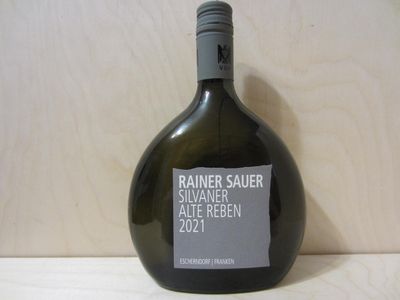 RAINER SAUER
SILVANER
ALTE REBEN
2021
ESCHERNDORF | FRANKEN